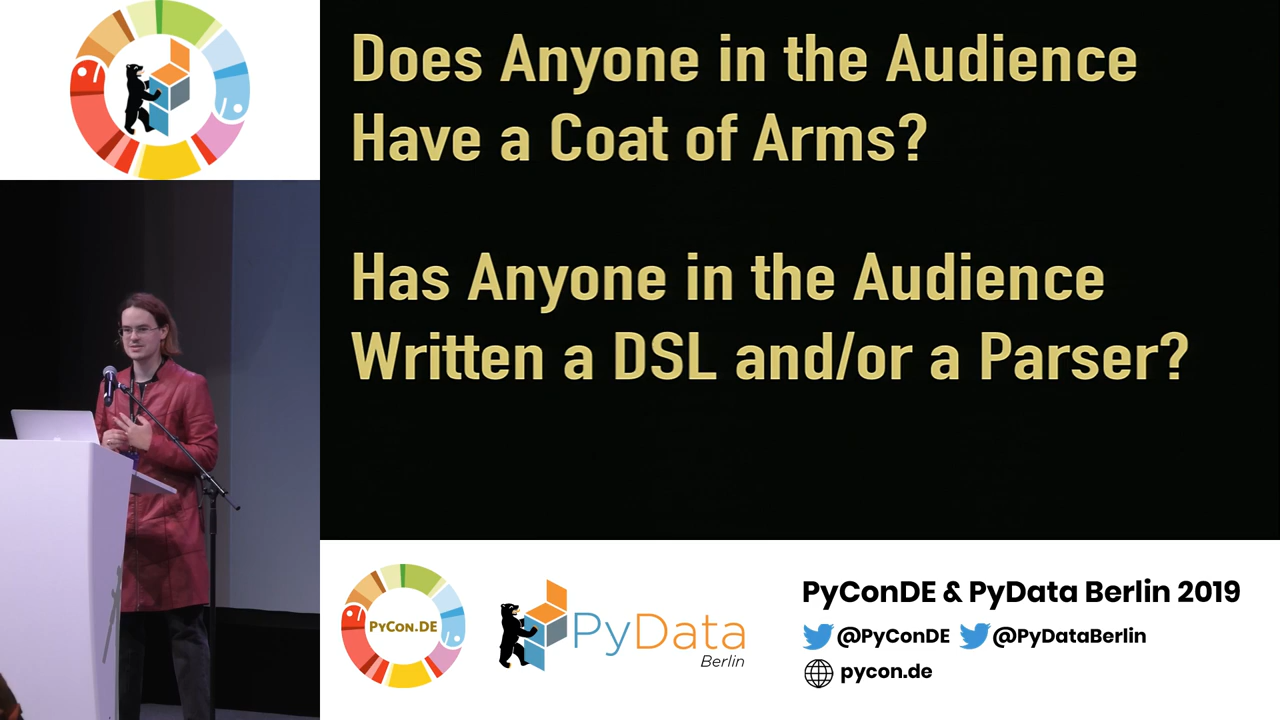 Does Anyone in the Audience
Have a Coat of Arms?
Has Anyone in the Audience
Written a DSL and/or a Parser?
PyCon.DE
PyData
Berlin
PyConDE & PyData Berlin 2019
@PyConDE @PyDataBerlin
pycon.de